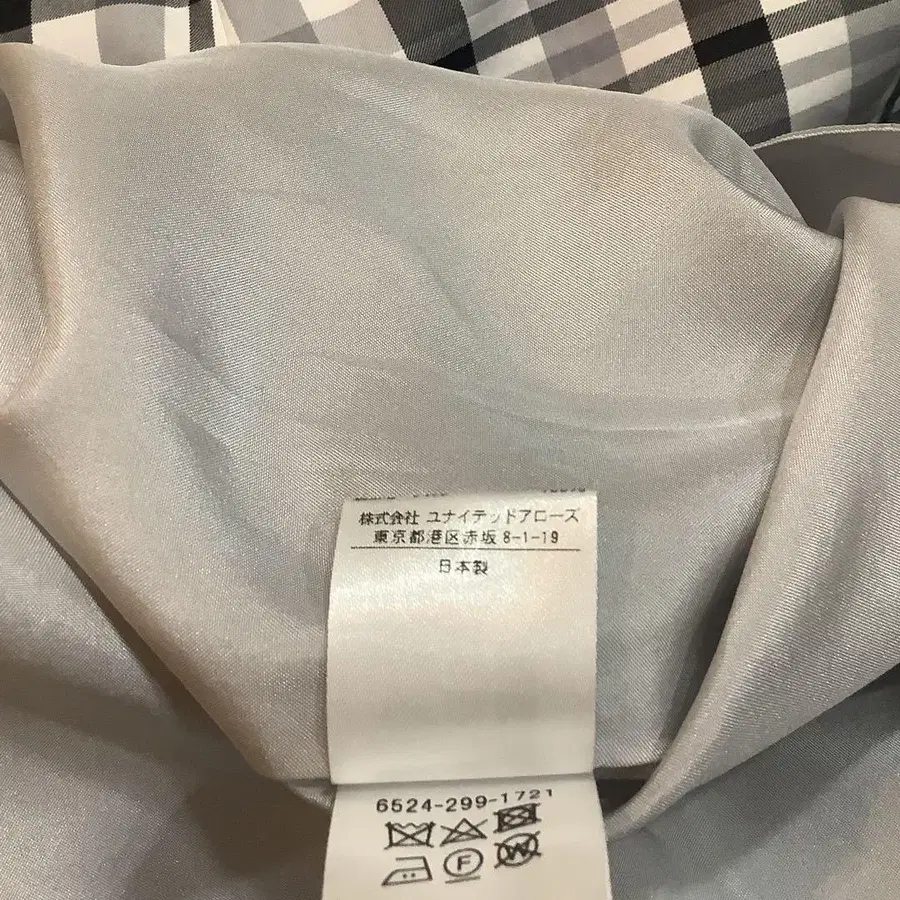 株式会社 ユナイテッドアローズ
東京都港区赤坂 8-1-19
日本製
6524-299-1721
F
W